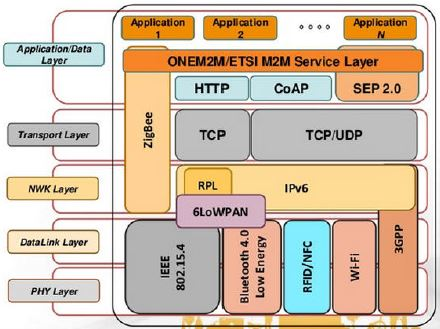 Application
1
Application
2
Application
N
Application/Data
Layer
ONEM2M/ETSI M2M Service Layer
HTTP
CoAP
SEP 2.0
ZigBee
Transport Layer
TCP
TCP/UDP
NWK Layer
RPL
IPv6
6LoWPAN
DataLink Layer
IEEE
802.15.4
Bluetooth 4.0
Low Energy
RFID/NFC
Wi-Fi
3GPP
PHY Layer